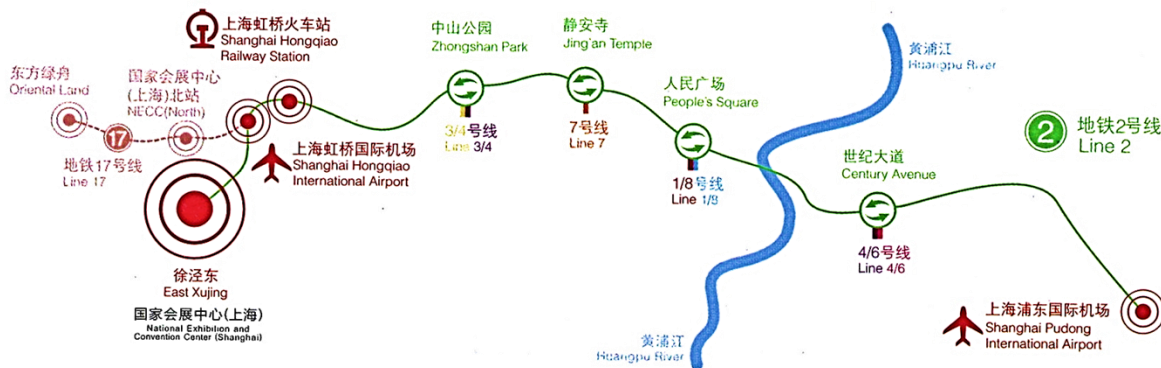 上海虹桥火车站
Shanghai Hongqiao
Railway Station
东方绿舟
Oriental Land
国家会展中心
(上海)北站
NECC(North)
17
地铁17号线
Line 17
上海虹桥国际机场
Shanghai Hongqiao
International Airport
徐泾东
East Xujing
国家会展中心(上海)
National Exhibition and
Convention Center (Shanghai)
中山公园
Zhongshan Park
3/4号线
Line 3/4
静安寺
Jing'an Temple
7号线
Line 7
人民广场
People's Square
1/8号线
Line 1/8
黄浦江
Huangpu River
黄浦江
Huangpu River
世纪大道
Century Avenue
4/6号线
Line 4/6
2
地铁2号线
Line 2
上海浦东国际机场
Shanghai Pudong
International Airport